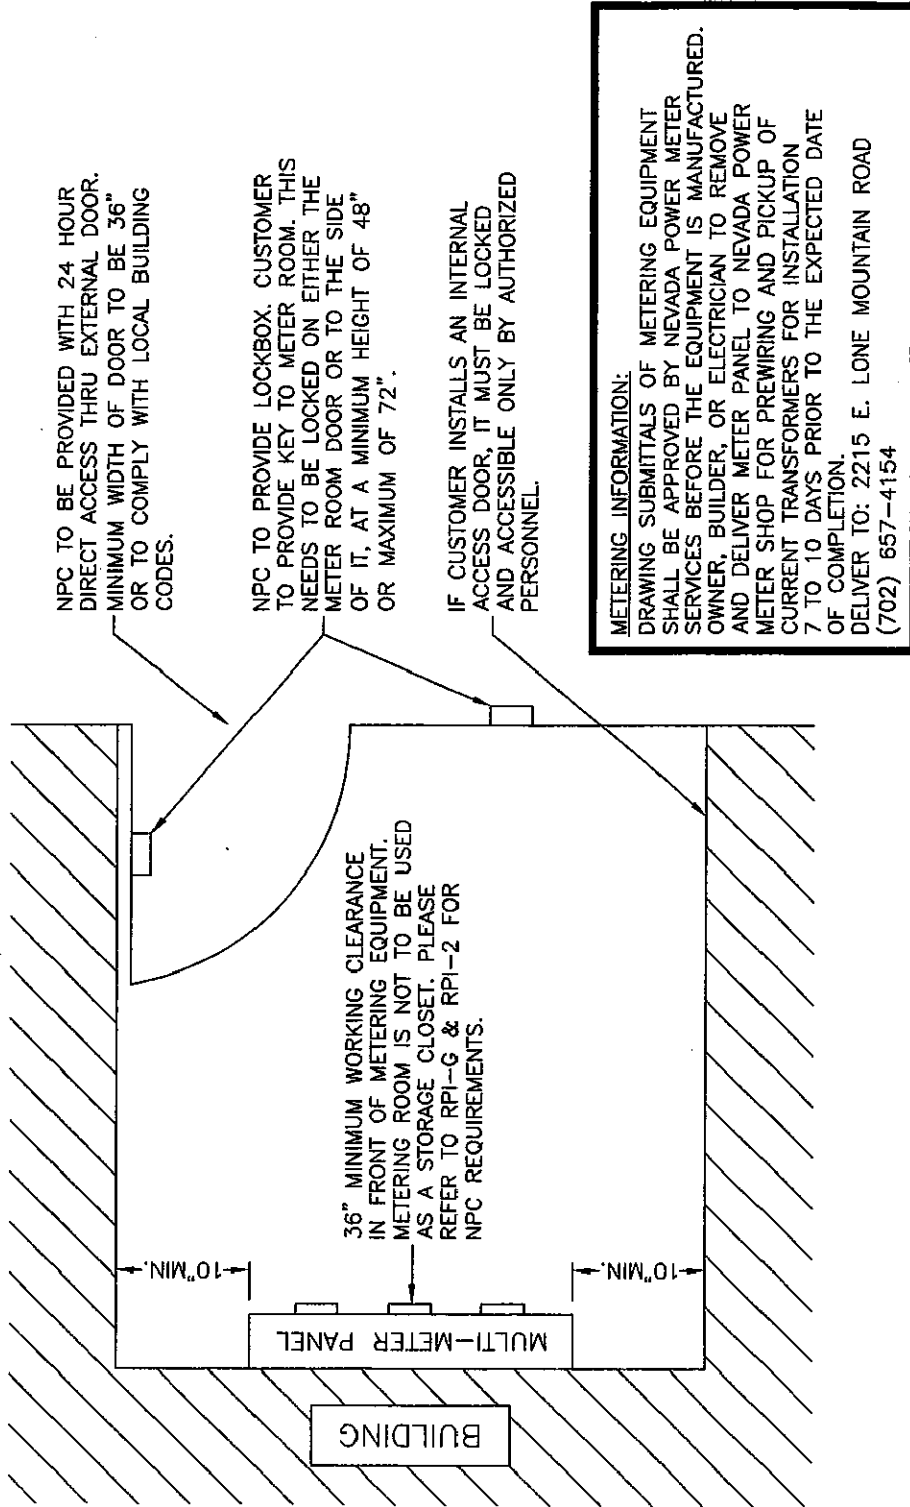 NPC TO BE PROVIDED WITH 24 HOUR
DIRECT ACCESS THRU EXTERNAL DOOR.
MINIMUM WIDTH OF DOOR TO BE 36"
OR TO COMPLY WITH LOCAL BUILDING
CODES.
NPC TO PROVIDE LOCKBOX. CUSTOMER
TO PROVIDE KEY TO METER ROOM. THIS
NEEDS TO BE LOCKED ON EITHER THE
METER ROOM DOOR OR TO THE SIDE
OF IT, AT A MINIMUM HEIGHT OF 48"
OR MAXIMUM OF 72".
IF CUSTOMER INSTALLS AN INTERNAL
ACCESS DOOR, IT MUST BE LOCKED
AND ACCESSIBLE ONLY BY AUTHORIZED
PERSONNEL.
36" MINIMUM WORKING CLEARANCE
IN FRONT OF METERING EQUIPMENT.
METERING ROOM IS NOT TO BE USED
AS A STORAGE CLOSET. PLEASE
REFER TO RPI-G & RPI-2 FOR
NPC REQUIREMENTS.
10"MIN.
MULTI-METER PANEL
10"MIN.
BUILDING
METERING INFORMATION:
DRAWING SUBMITTALS OF METERING EQUIPMENT
SHALL BE APPROVED BY NEVADA POWER METER
SERVICES BEFORE THE EQUIPMENT IS MANUFACTURED.
OWNER, BUILDER, OR ELECTRICIAN TO REMOVE
AND DELIVER METER PANEL TO NEVADA POWER
METER SHOP FOR PREWIRING AND PICKUP OF
CURRENT TRANSFORMERS FOR INSTALLATION
7 TO 10 DAYS PRIOR TO THE EXPECTED DATE
OF COMPLETION.
DELIVER TO: 2215 E. LONE MOUNTAIN ROAD
(702) 657-4154